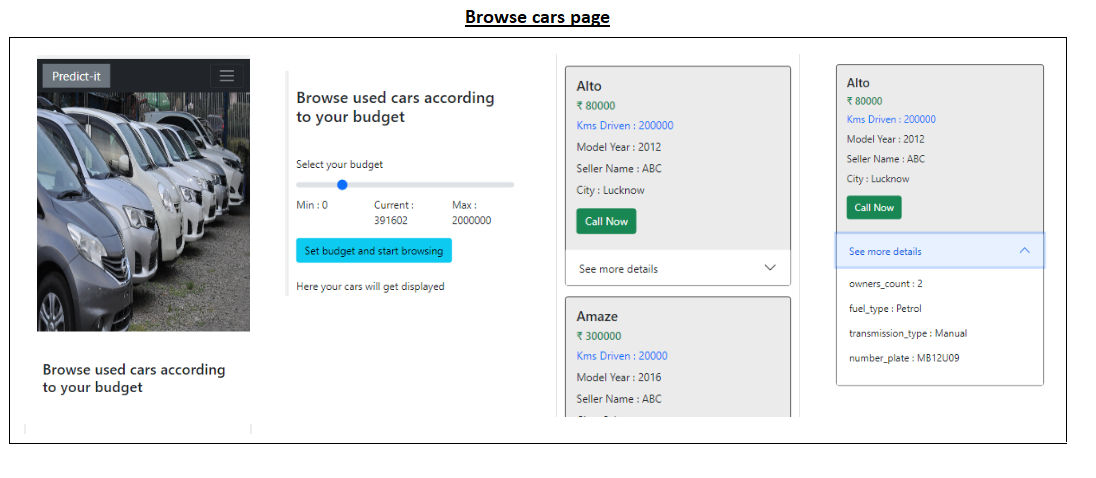 Browse cars page
Predict-it
Browse used cars according
to your budget
Browse used cars according
to your budget
Select your budget
Min : 0
Current :
391602
Max :
2000000
Set budget and start browsing
Here your cars will get displayed
Alto
₹ 80000
Kms Driven : 200000
Model Year : 2012
Seller Name : ABC
City : Lucknow
Call Now
See more details
Amaze
₹ 300000
Kms Driven : 20000
Model Year : 2016
Seller Name : ABC
Alto
₹ 80000
Kms Driven : 200000
Model Year : 2012
Seller Name : ABC
City : Lucknow
Call Now
See more details
owners_count : 2
fuel_type : Petrol
transmission_type : Manual
number_plate : MB12U09